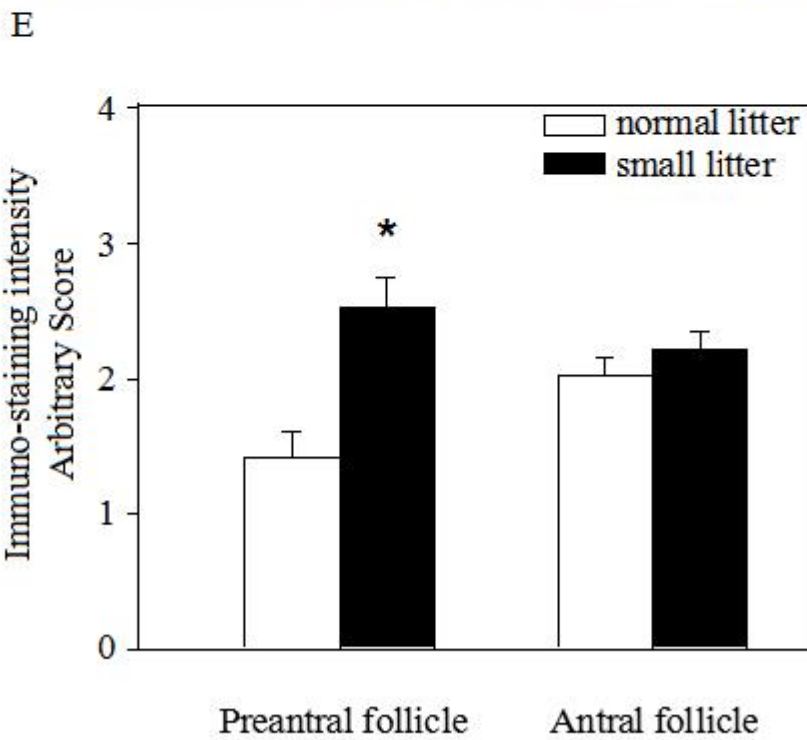 E
4
3
2
1
0
Immuno-staining intensity
Arbitrary Score
normal litter
small litter
*
Preantral follicle
Antral follicle